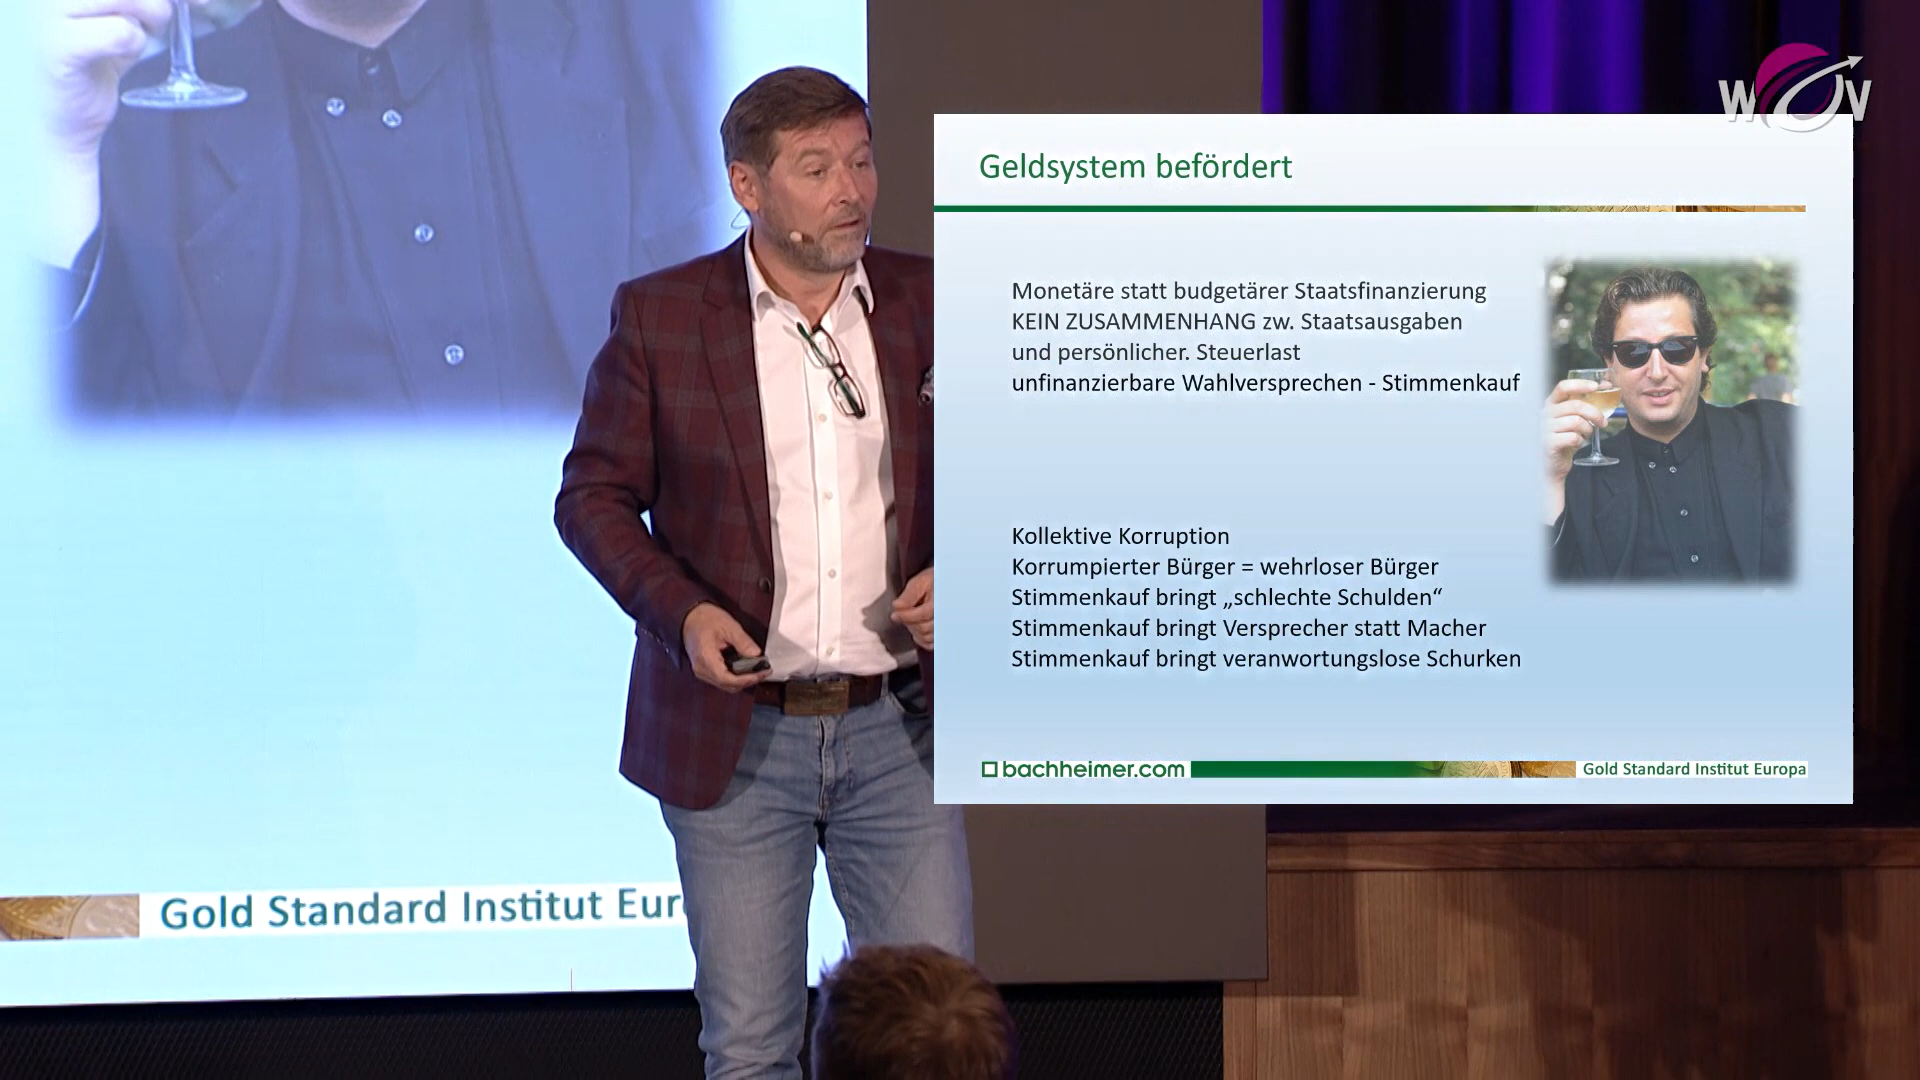 WOV
Geldsystem befördert
Monetäre statt budgetärer Staatsfinanzierung
KEIN ZUSAMMENHANG zw. Staatsausgaben
und persönlicher. Steuerlast
unfinanzierbare Wahlversprechen - Stimmenkauf
Kollektive Korruption
Korrumpierter Bürger = wehrloser Bürger
Stimmenkauf bringt „schlechte Schulden“
Stimmenkauf bringt Versprecher statt Macher
Stimmenkauf bringt veranwortungslose Schurken
bachheimer.com
Gold Standard Institut Europa
Gold Standard Institut Eur